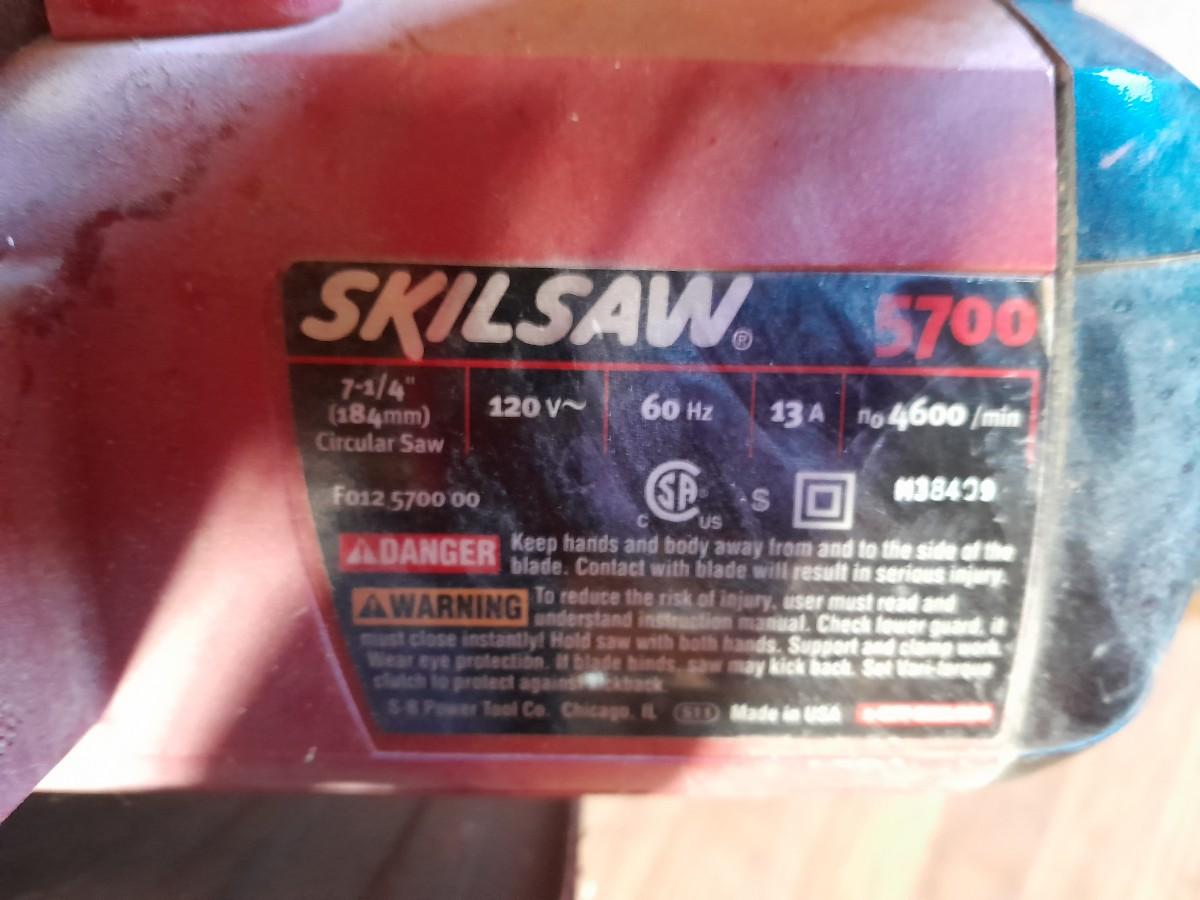 SKILSAW® 5700
7-1/4"
(184mm)
Circular Saw
120 V~
60 Hz
13 A
n₀ 4600 /min
F012 5700 00
CSA® C US
-S
DANGER Keep hands and body away from and to the side of the
blade. Contact with blade will result in serious injury.
WARNING To reduce the risk of injury, user must read and
understand instruction manual. Check lower guard, it
must close instantly! Hold saw with both hands. Support and clamp work.
Wear eye protection. If blade binds, saw may kick back. Set Vari-torque
clutch to protect against kickback.
S-B Power Tool Co. Chicago, IL Made in USA